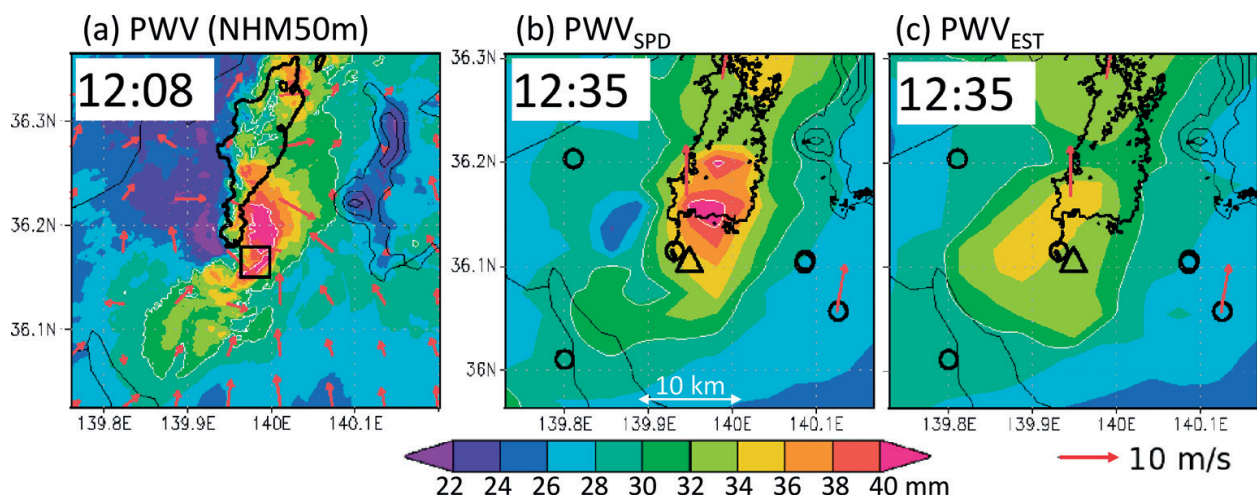 (a) PWV (NHM50m)
(b) PWVSPD
(c) PWVEST
12:08
12:35
12:35
36.3N
36.2N
36.1N
36.3N
36.2N
36.1N
36N
10 km
139.8E
139.9E
140E
140.1E
139.8E
139.9E
140E
140.1E
139.8E
139.9E
140E
140.1E
22
24
26
28
30
32
34
36
38
40 mm
10 m/s